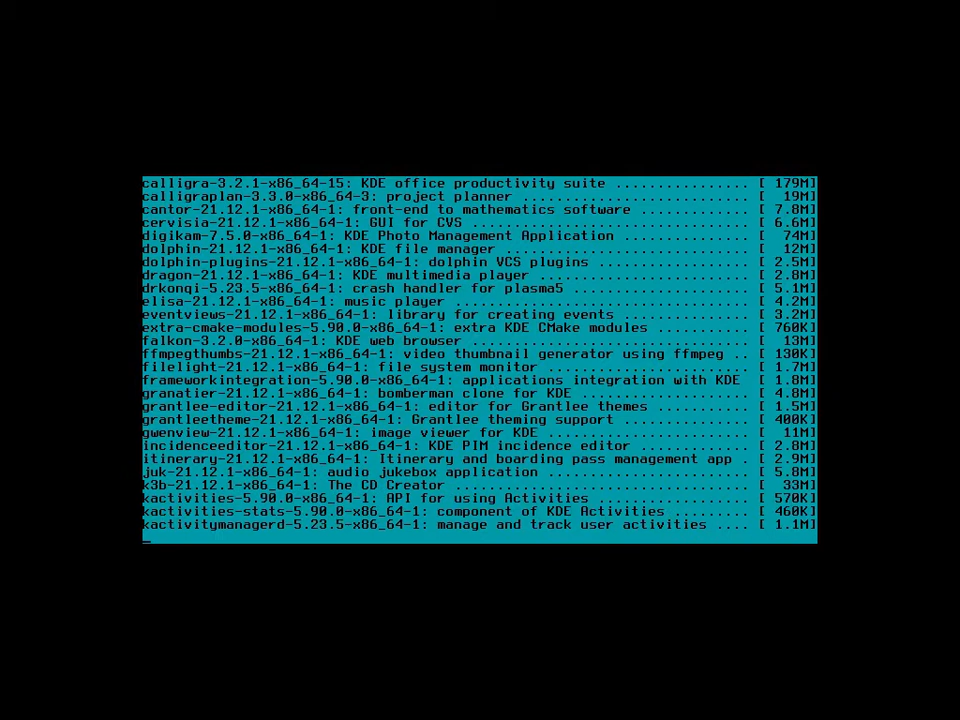 calligra-3.2.1-x86_64-15: KDE office productivity suite ................ [ 179M]
calligraplan-3.3.0-x86_64-3: project planner ........................... [  19M]
cantor-21.12.1-x86_64-1: front-end to mathematics software ............. [ 7.8M]
cervisia-21.12.1-x86_64-1: GUI for CVS ................................. [ 6.6M]
digikam-7.5.0-x86_64-1: KDE Photo Management Application ............... [  74M]
dolphin-21.12.1-x86_64-1: KDE file manager ............................. [  12M]
dolphin-plugins-21.12.1-x86_64-1: dolphin VCS plugins .................. [ 2.5M]
dragon-21.12.1-x86_64-1: KDE multimedia player ......................... [ 2.8M]
drkonqi-5.23.5-x86_64-1: crash handler for plasma5 ..................... [ 5.1M]
elisa-21.12.1-x86_64-1: music player ................................... [ 4.2M]
eventviews-21.12.1-x86_64-1: library for creating events ............... [ 3.2M]
extra-cmake-modules-5.90.0-x86_64-1: extra KDE CMake modules ........... [ 760K]
falkon-3.2.0-x86_64-1: KDE web browser ................................. [  13M]
ffmpegthumbs-21.12.1-x86_64-1: video thumbnail generator using ffmpeg .. [ 130K]
filelight-21.12.1-x86_64-1: file system monitor ........................ [ 1.7M]
frameworkintegration-5.90.0-x86_64-1: applications integration with KDE  [ 1.8M]
granatier-21.12.1-x86_64-1: bomberman clone for KDE .................... [ 4.8M]
grantlee-editor-21.12.1-x86_64-1: editor for Grantlee themes ........... [ 1.5M]
grantleetheme-21.12.1-x86_64-1: Grantlee theming support ............... [ 400K]
gwenview-21.12.1-x86_64-1: image viewer for KDE ........................ [  11M]
incidenceeditor-21.12.1-x86_64-1: KDE PIM incidence editor ............. [ 2.8M]
itinerary-21.12.1-x86_64-1: Itinerary and boarding pass management app . [ 2.9M]
juk-21.12.1-x86_64-1: audio jukebox application ........................ [ 5.8M]
k3b-21.12.1-x86_64-1: The CD Creator ................................... [  33M]
kactivities-5.90.0-x86_64-1: API for using Activities .................. [ 570K]
kactivities-stats-5.90.0-x86_64-1: component of KDE Activities ......... [ 460K]
kactivitymanagerd-5.23.5-x86_64-1: manage and track user activities .... [ 1.1M]